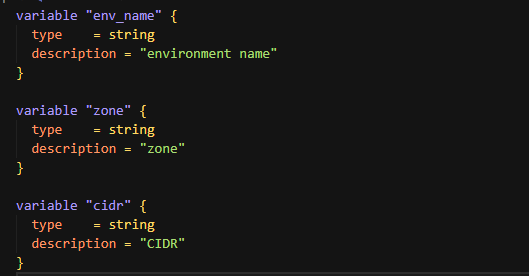 variable "env_name" {
  type    = string
  description = "environment name"
}
variable "zone" {
  type    = string
  description = "zone"
}
variable "cidr" {
  type    = string
  description = "CIDR"
}